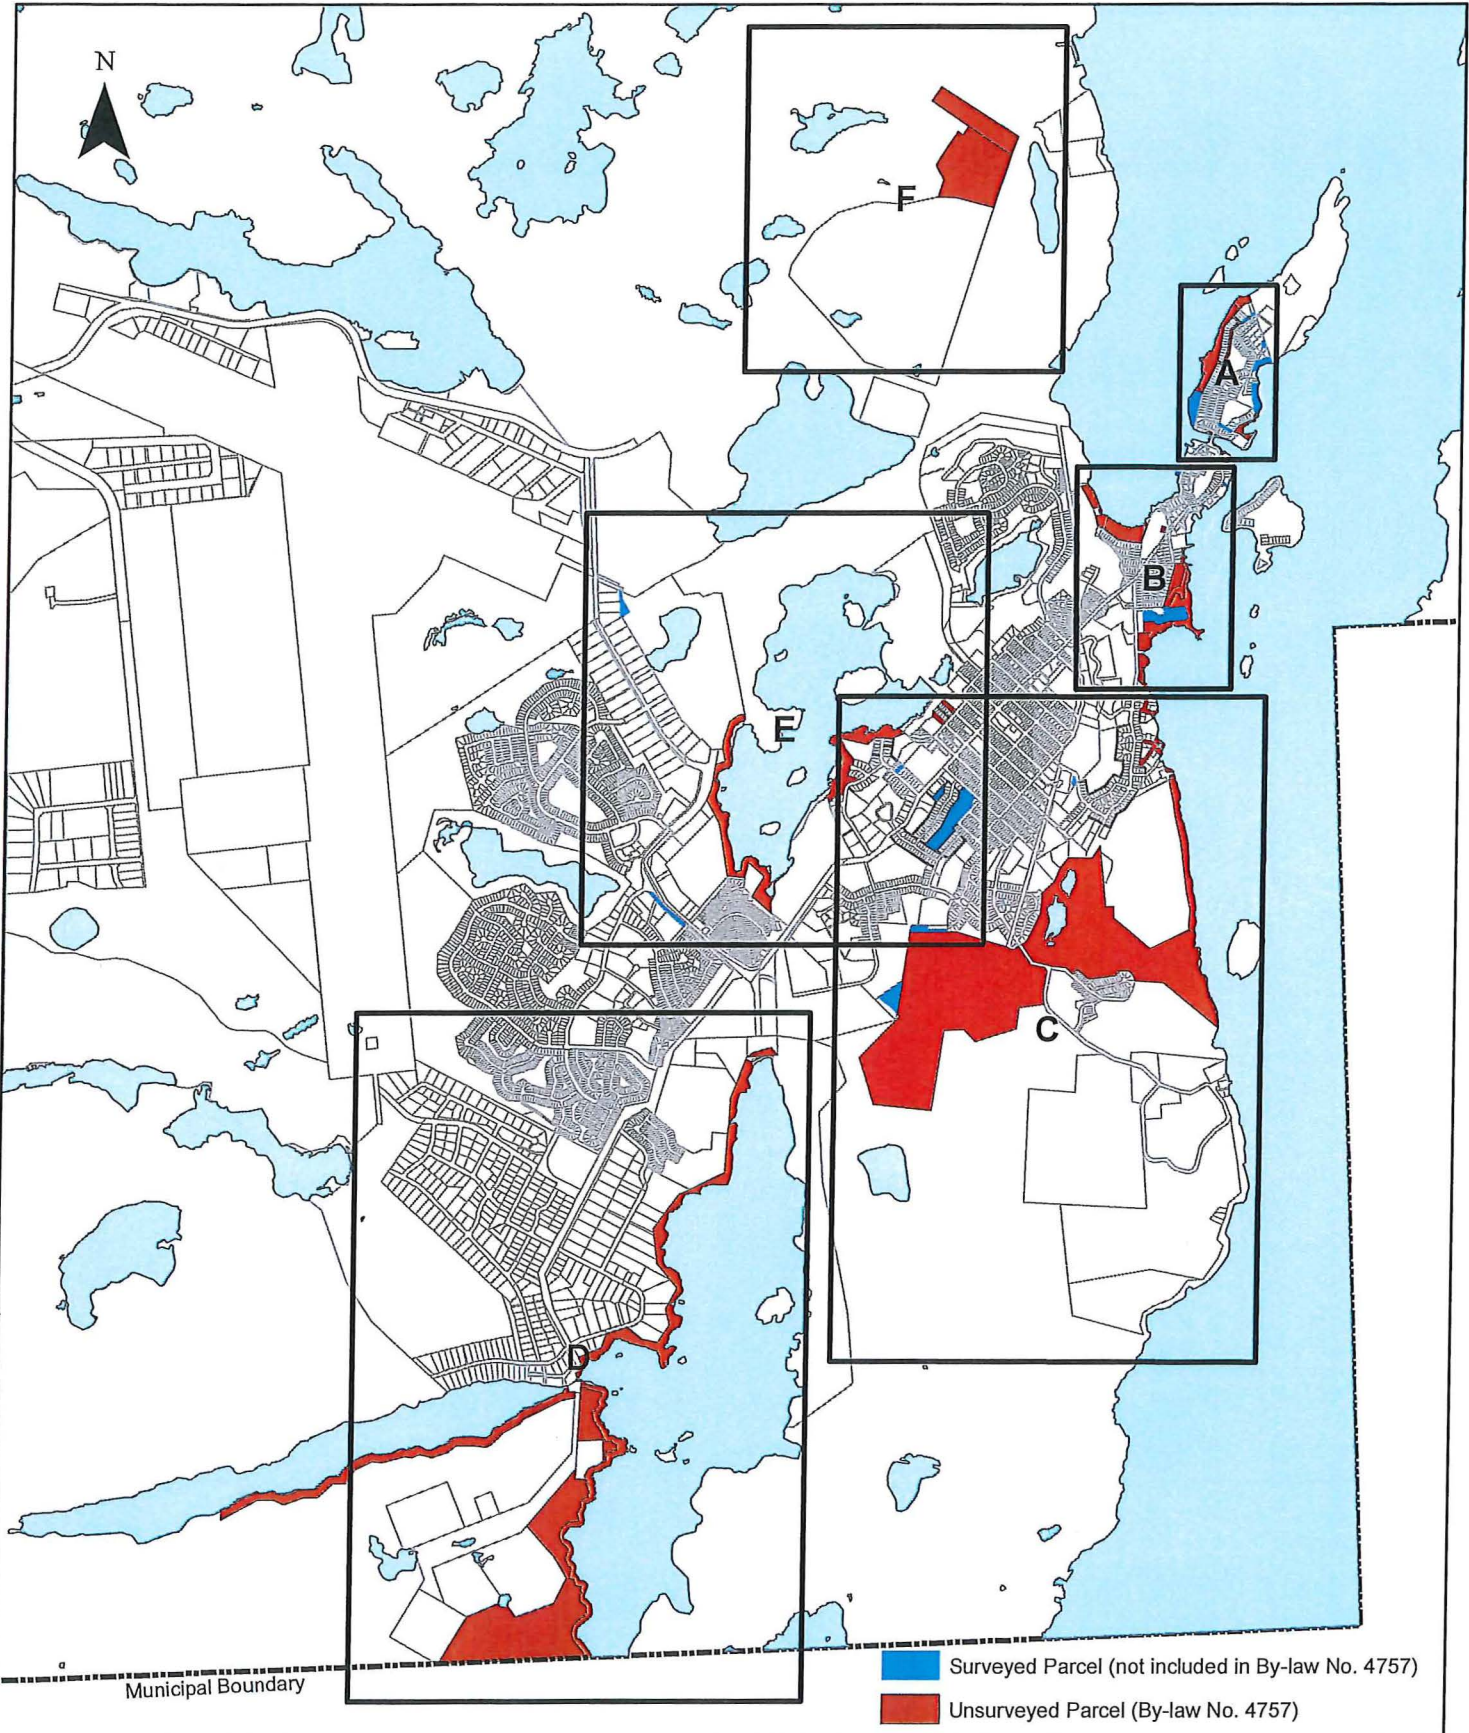 N
F
A
B
E
C
D
Municipal Boundary
Surveyed Parcel (not included in By-law No. 4757)
Unsurveyed Parcel (By-law No. 4757)